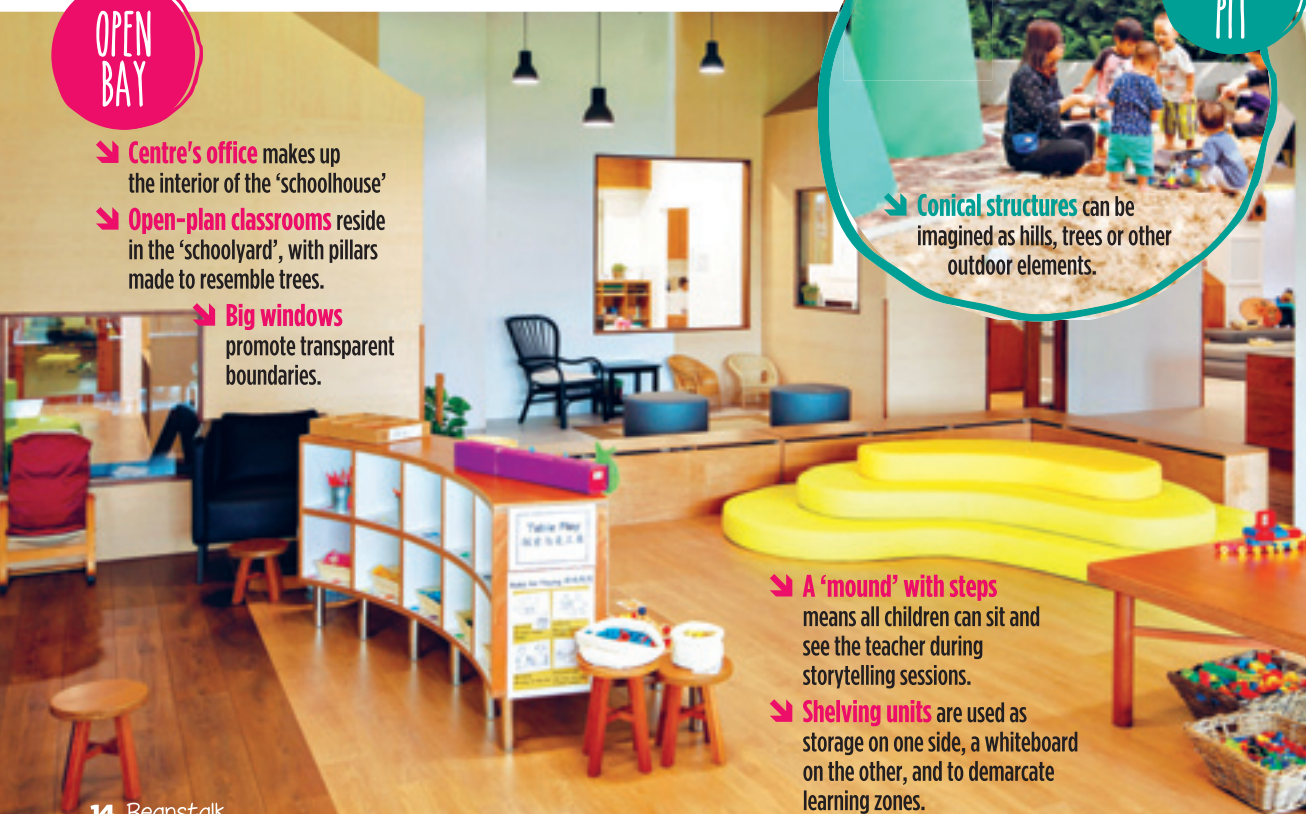 OPEN
BAY
Centre's office makes up
the interior of the ‘schoolhouse’
Open-plan classrooms reside
in the ‘schoolyard’, with pillars
made to resemble trees.
Big windows
promote transparent
boundaries.
PIT
Conical structures can be
imagined as hills, trees or other
outdoor elements.
Table Play
A ‘mound’ with steps
means all children can sit and
see the teacher during
storytelling sessions.
Shelving units are used as
storage on one side, a whiteboard
on the other, and to demarcate
learning zones.
14 Beanstalk